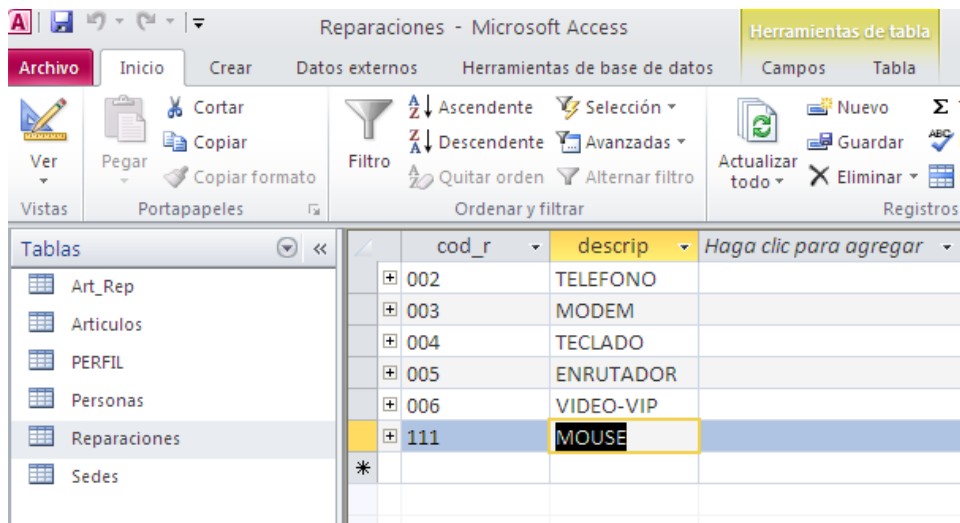 A
Reparaciones - Microsoft Access
Herramientas de tabla
Archivo Inicio Crear Datos externos Herramientas de base de datos Campos Tabla
Ver
Vistas
Pegar
Cortar
Copiar
Copiar formato
Portapapeles
Filtro
Ascendente
Descendente
Quitar orden
Selección
Avanzadas
Alternar filtro
Ordenar y filtrar
Actualizar
todo
Nuevo
Guardar
Eliminar
Σ
ABC
Registros
Tablas
Art_Rep
Articulos
PERFIL
Personas
Reparaciones
Sedes
cod_r descrip Haga clic para agregar
002 TELEFONO
003 MODEM
004 TECLADO
005 ENRUTADOR
006 VIDEO-VIP
111 MOUSE